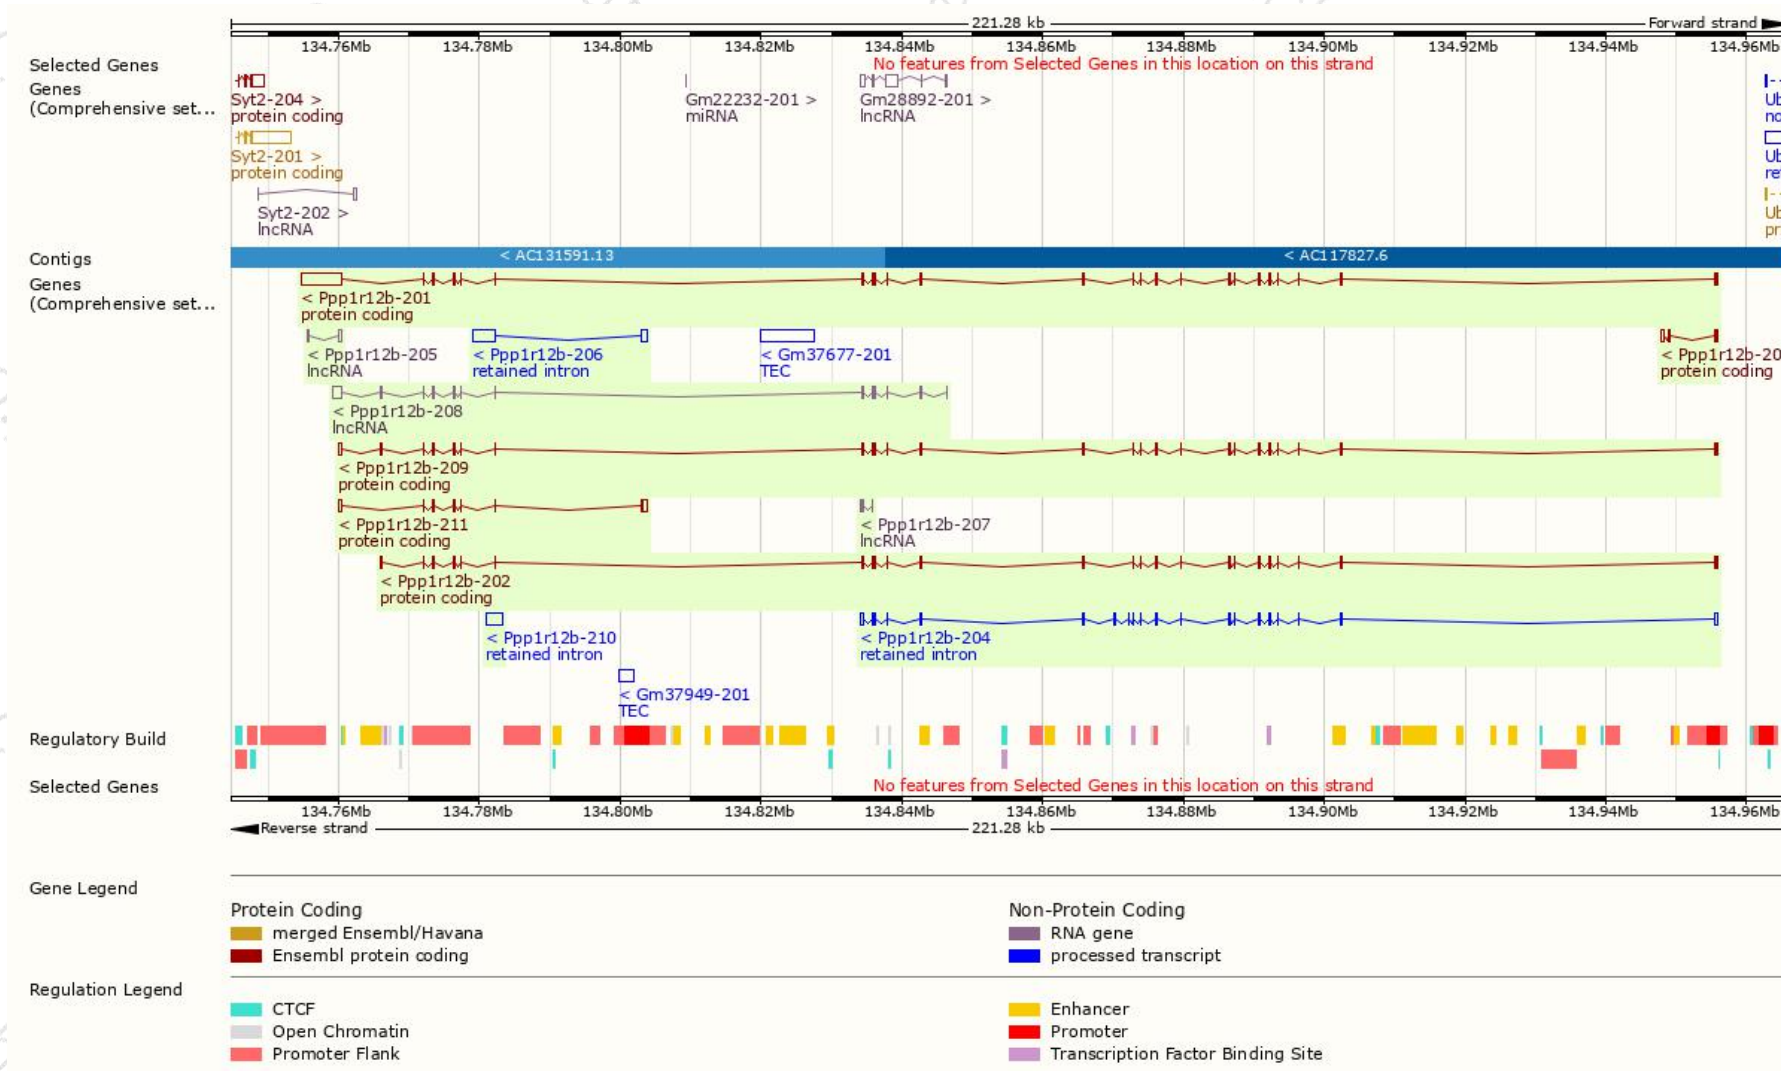 221.28 kb Forward strand
134.76Mb 134.78Mb 134.80Mb 134.82Mb 134.84Mb 134.86Mb 134.88Mb 134.90Mb 134.92Mb 134.94Mb 134.96Mb
Selected Genes No features from Selected Genes in this location on this strand
Genes
(Comprehensive set...
Syt2-204 > Gm22232-201 > Gm28892-201 > Ub
protein coding miRNA lncRNA no
Syt2-201 > Ub
protein coding re
Syt2-202 > Ub
lncRNA pr
Contigs < AC131591.13 < AC117827.6
Genes
(Comprehensive set...
< Ppp1r12b-201
protein coding
< Ppp1r12b-205 < Ppp1r12b-206 < Gm37677-201 < Ppp1r12b-20
lncRNA retained intron TEC protein coding
< Ppp1r12b-208
lncRNA
< Ppp1r12b-209
protein coding
< Ppp1r12b-211 < Ppp1r12b-207
protein coding lncRNA
< Ppp1r12b-202
protein coding
< Ppp1r12b-210 < Ppp1r12b-204
retained intron retained intron
< Gm37949-201
TEC
Regulatory Build
Selected Genes No features from Selected Genes in this location on this strand
134.76Mb 134.78Mb 134.80Mb 134.82Mb 134.84Mb 134.86Mb 134.88Mb 134.90Mb 134.92Mb 134.94Mb 134.96Mb
Reverse strand 221.28 kb
Gene Legend
Protein Coding Non-Protein Coding
merged Ensembl/Havana RNA gene
Ensembl protein coding processed transcript
Regulation Legend
CTCF Enhancer
Open Chromatin Promoter
Promoter Flank Transcription Factor Binding Site